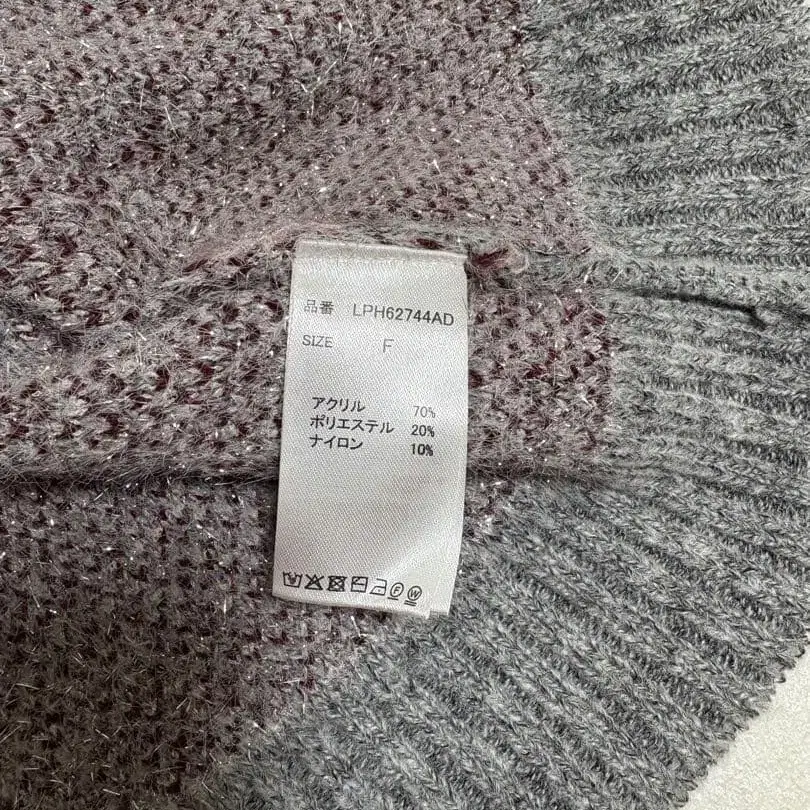 品番 LPH62744AD
SIZE F
アクリル 70%
ポリエステル 20%
ナイロン 10%
F W